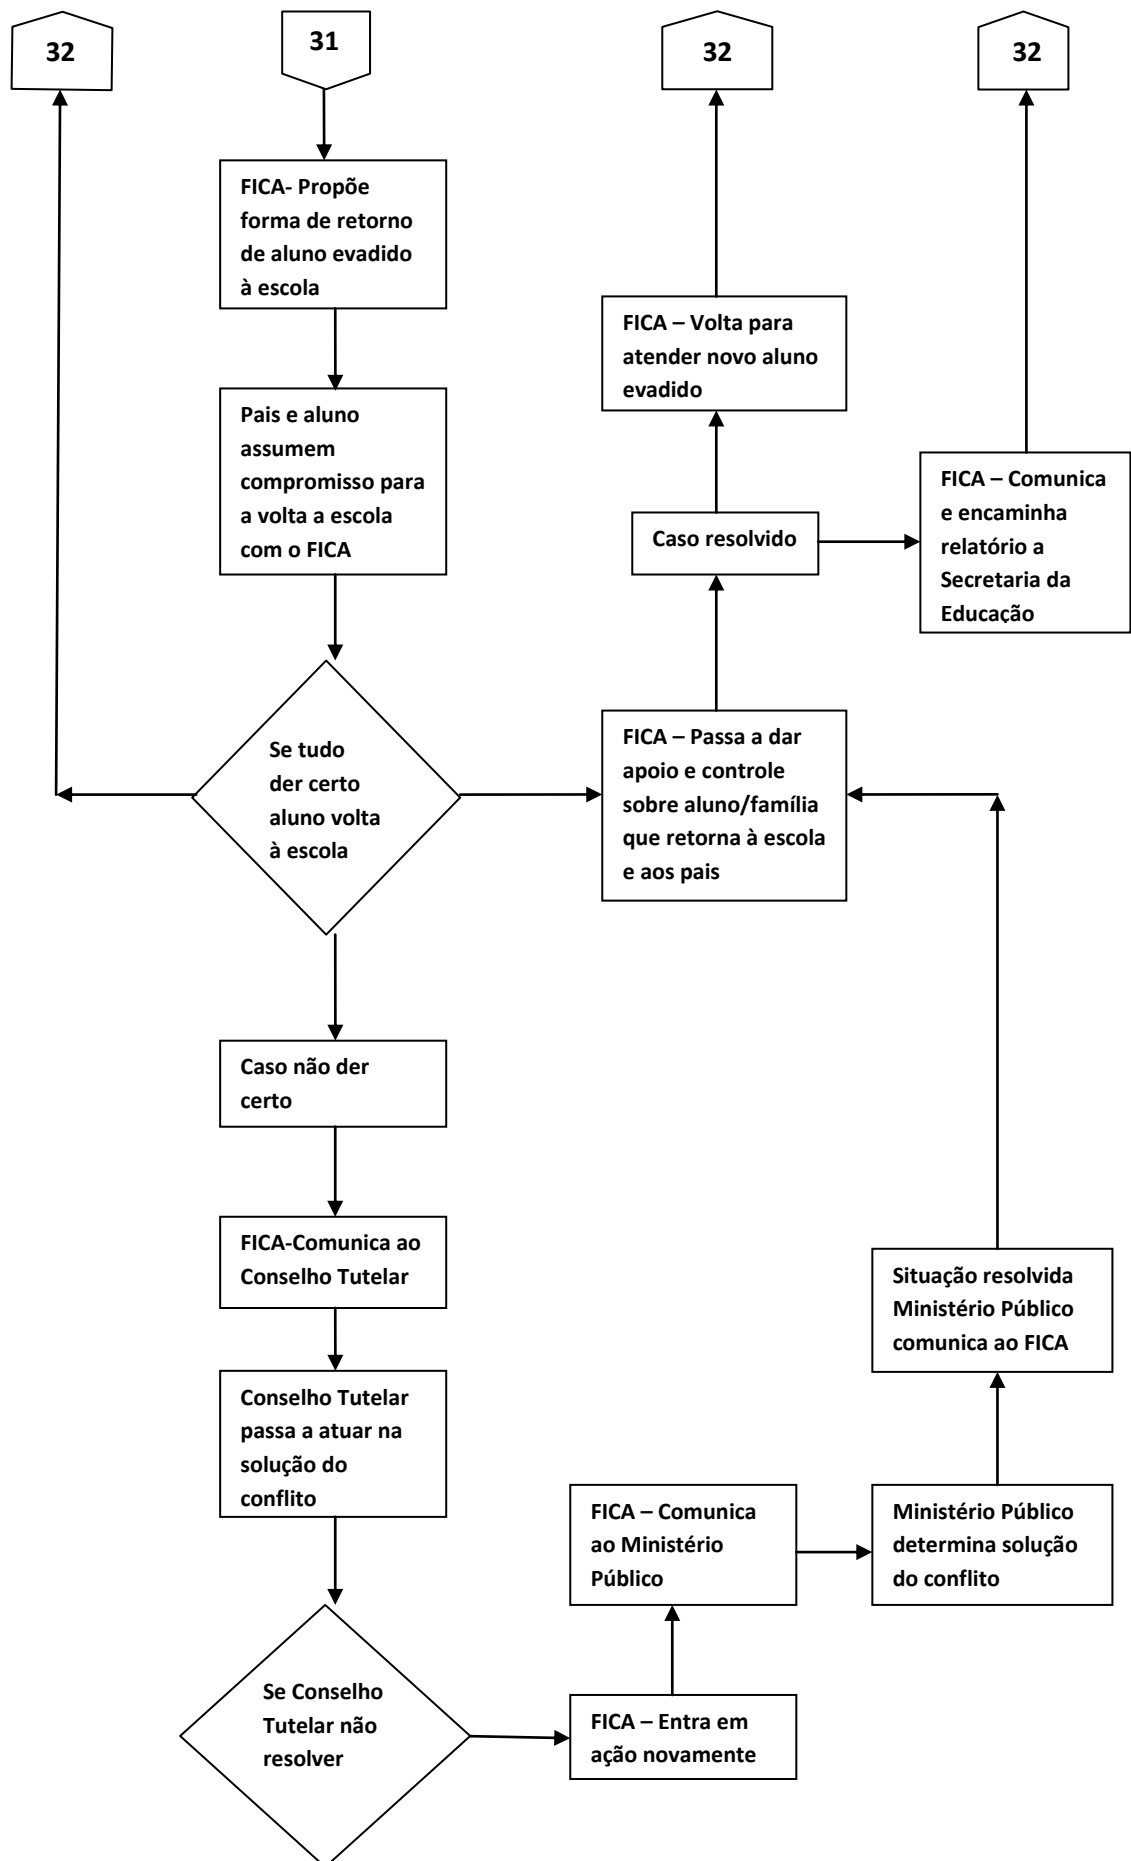 32
31
32
32
FICA- Propõe
forma de retorno
de aluno evadido
à escola
FICA – Volta para
atender novo aluno
evadido
Pais e aluno
assumem
compromisso para
a volta a escola
com o FICA
FICA – Comunica
e encaminha
relatório a
Secretaria da
Educação
Caso resolvido
Se tudo
der certo
aluno volta
à escola
FICA – Passa a dar
apoio e controle
sobre aluno/família
que retorna à escola
e aos pais
Caso não der
certo
FICA-Comunica ao
Conselho Tutelar
Situação resolvida
Ministério Público
comunica ao FICA
Conselho Tutelar
passa a atuar na
solução do
conflito
FICA – Comunica
ao Ministério
Público
Ministério Público
determina solução
do conflito
Se Conselho
Tutelar não
resolver
FICA – Entra em
ação novamente